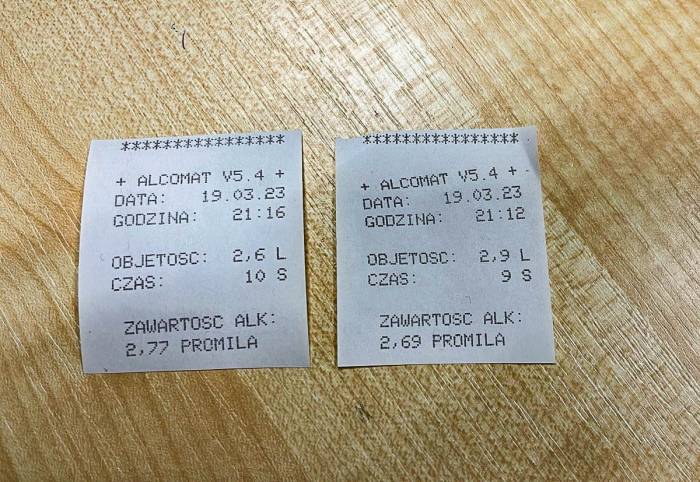 ****************
+ ALCOMAT V5.4 +
DATA: 19.03.23
GODZINA: 21:16
OBJETOSC: 2,6 L
CZAS: 10 S
ZAWARTOSC ALK:
2,77 PROMILA
****************
+ ALCOMAT V5.4 +
DATA: 19.03.23
GODZINA: 21:12
OBJETOSC: 2,9 L
CZAS: 9 S
ZAWARTOSC ALK:
2,69 PROMILA